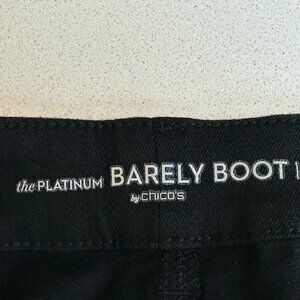 the PLATINUM BARELY BOOT
by chico's